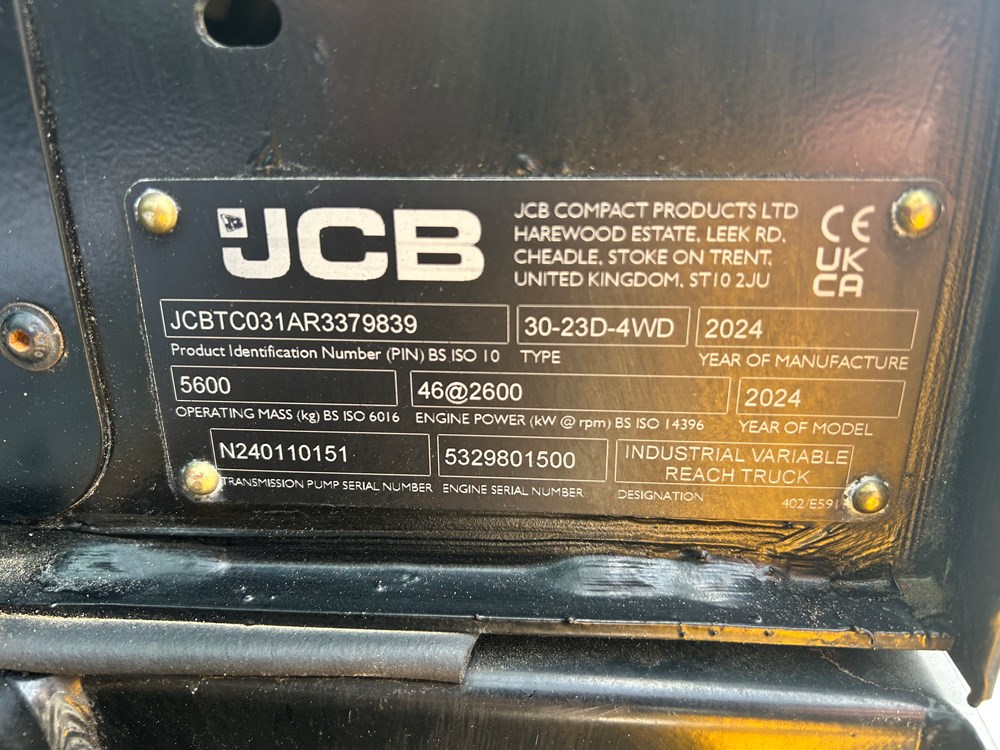 JCB
JCB COMPACT PRODUCTS LTD
HAREWOOD ESTATE, LEEK RD,
CHEADLE, STOKE ON TRENT,
UNITED KINGDOM, ST10 2JU
CE
UK
CA
JCBTC031AR3379839
Product Identification Number (PIN) BS ISO 10
30-23D-4WD
TYPE
2024
YEAR OF MANUFACTURE
5600
OPERATING MASS (kg) BS ISO 6016
46@2600
ENGINE POWER (kW @ rpm) BS ISO 14396
2024
YEAR OF MODEL
N240110151
TRANSMISSION PUMP SERIAL NUMBER
5329801500
ENGINE SERIAL NUMBER
INDUSTRIAL VARIABLE
REACH TRUCK
DESIGNATION